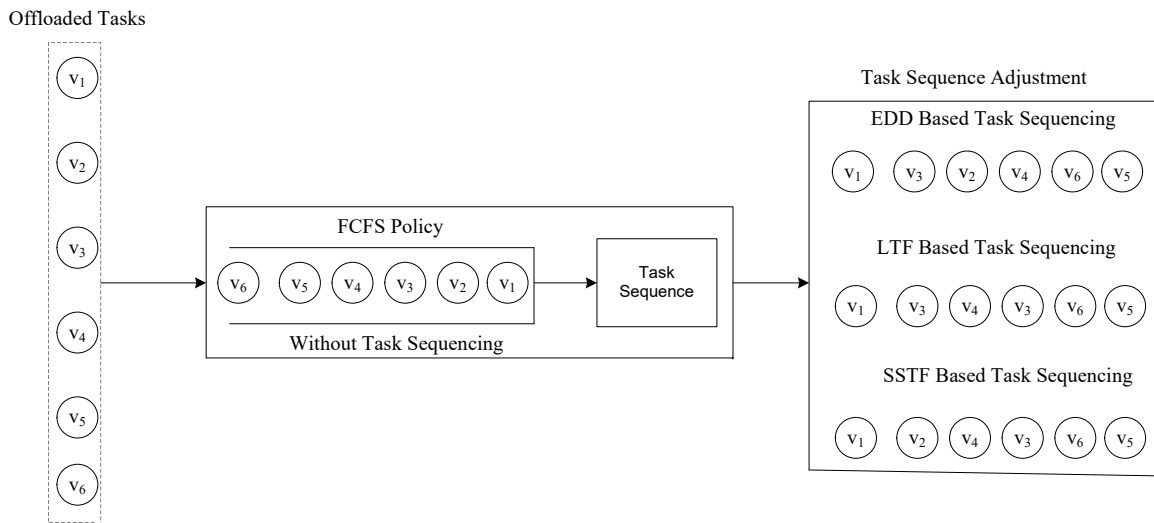 Offloaded Tasks
v1
v2
v3
v4
v5
v6
FCFS Policy
v6 v5 v4 v3 v2 v1
Without Task Sequencing
Task
Sequence
Task Sequence Adjustment
EDD Based Task Sequencing
v1 v3 v2 v4 v6 v5
LTF Based Task Sequencing
v1 v3 v4 v3 v6 v5
SSTF Based Task Sequencing
v1 v2 v4 v3 v6 v5